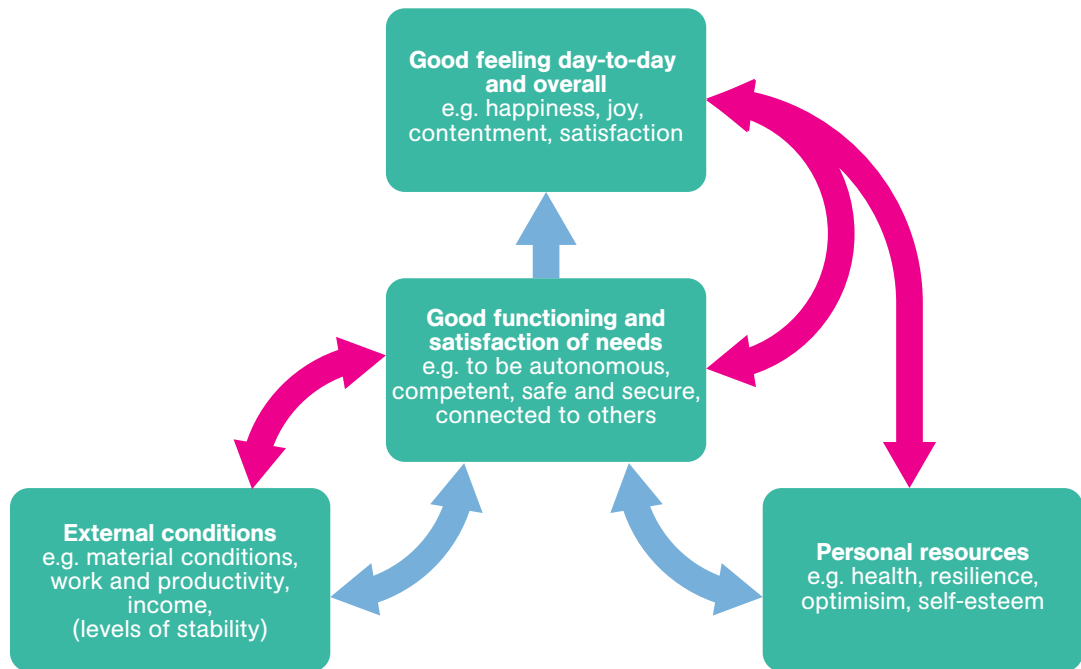 Good feeling day-to-day
and overall
e.g. happiness, joy,
contentment, satisfaction
Good functioning and
satisfaction of needs
e.g. to be autonomous,
competent, safe and secure,
connected to others
External conditions
e.g. material conditions,
work and productivity,
income,
(levels of stability)
Personal resources
e.g. health, resilience,
optimisim, self-esteem